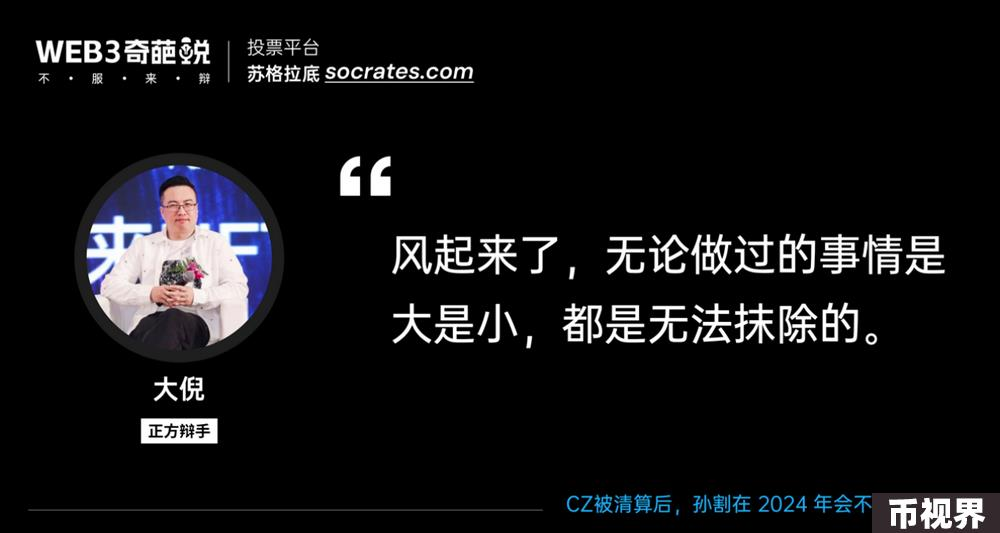 WEB3奇葩说
不·服·来·辩
投票平台
苏格拉底 socrates.com
来 NFT
“
风起来了，无论做过的事情是
大是小，都是无法抹除的。
大倪
正方辩手
CZ被清算后，孙割在 2024 年会不
币视界